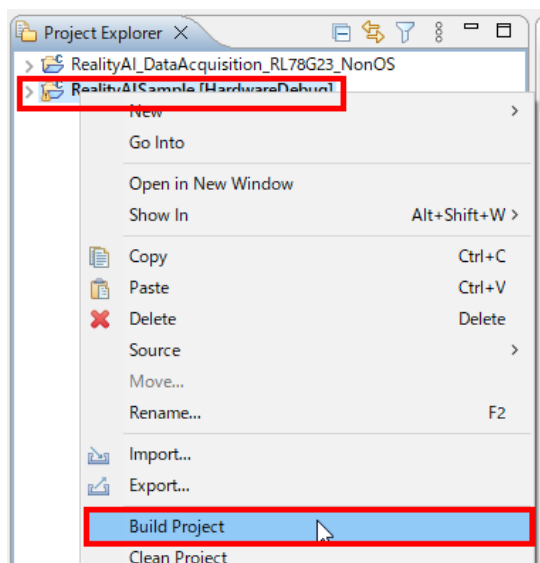 Project Explorer
RealityAI_DataAcquisition_RL78G23_NonOS
RealityAISample [HardwareDebug]
New
Go Into
Open in New Window
Show In Alt+Shift+W >
Copy Ctrl+C
Paste Ctrl+V
Delete Delete
Source
Move...
Rename... F2
Import...
Export...
Build Project
Clean Project